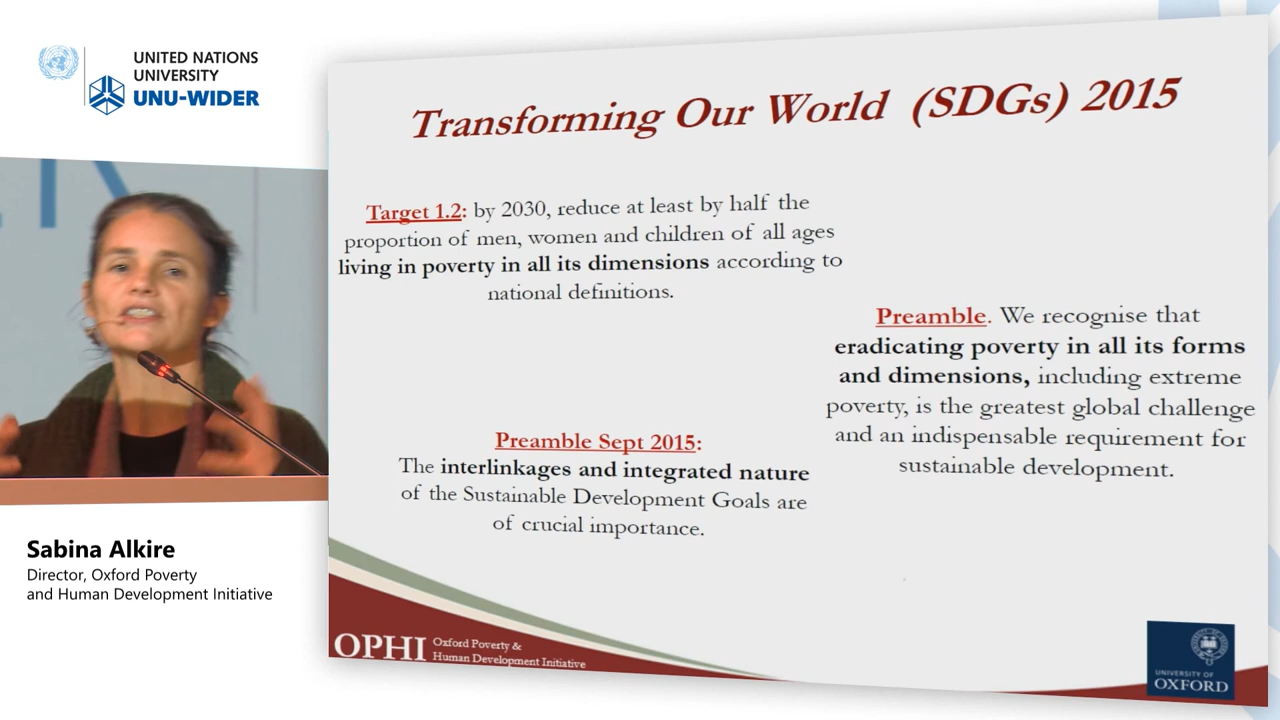 UNITED NATIONS
UNIVERSITY
UNU-WIDER
Transforming Our World (SDGs) 2015
Target 1.2: by 2030, reduce at least by half the
proportion of men, women and children of all ages
living in poverty in all its dimensions according to
national definitions.
Preamble. We recognise that
eradicating poverty in all its forms
and dimensions, including extreme
poverty, is the greatest global challenge
and an indispensable requirement for
sustainable development.
Preamble Sept 2015:
The interlinkages and integrated nature
of the Sustainable Development Goals are
of crucial importance.
Sabina Alkire
Director, Oxford Poverty
and Human Development Initiative
OPHI
Oxford Poverty &
Human Development Initiative
UNIVERSITY OF
OXFORD